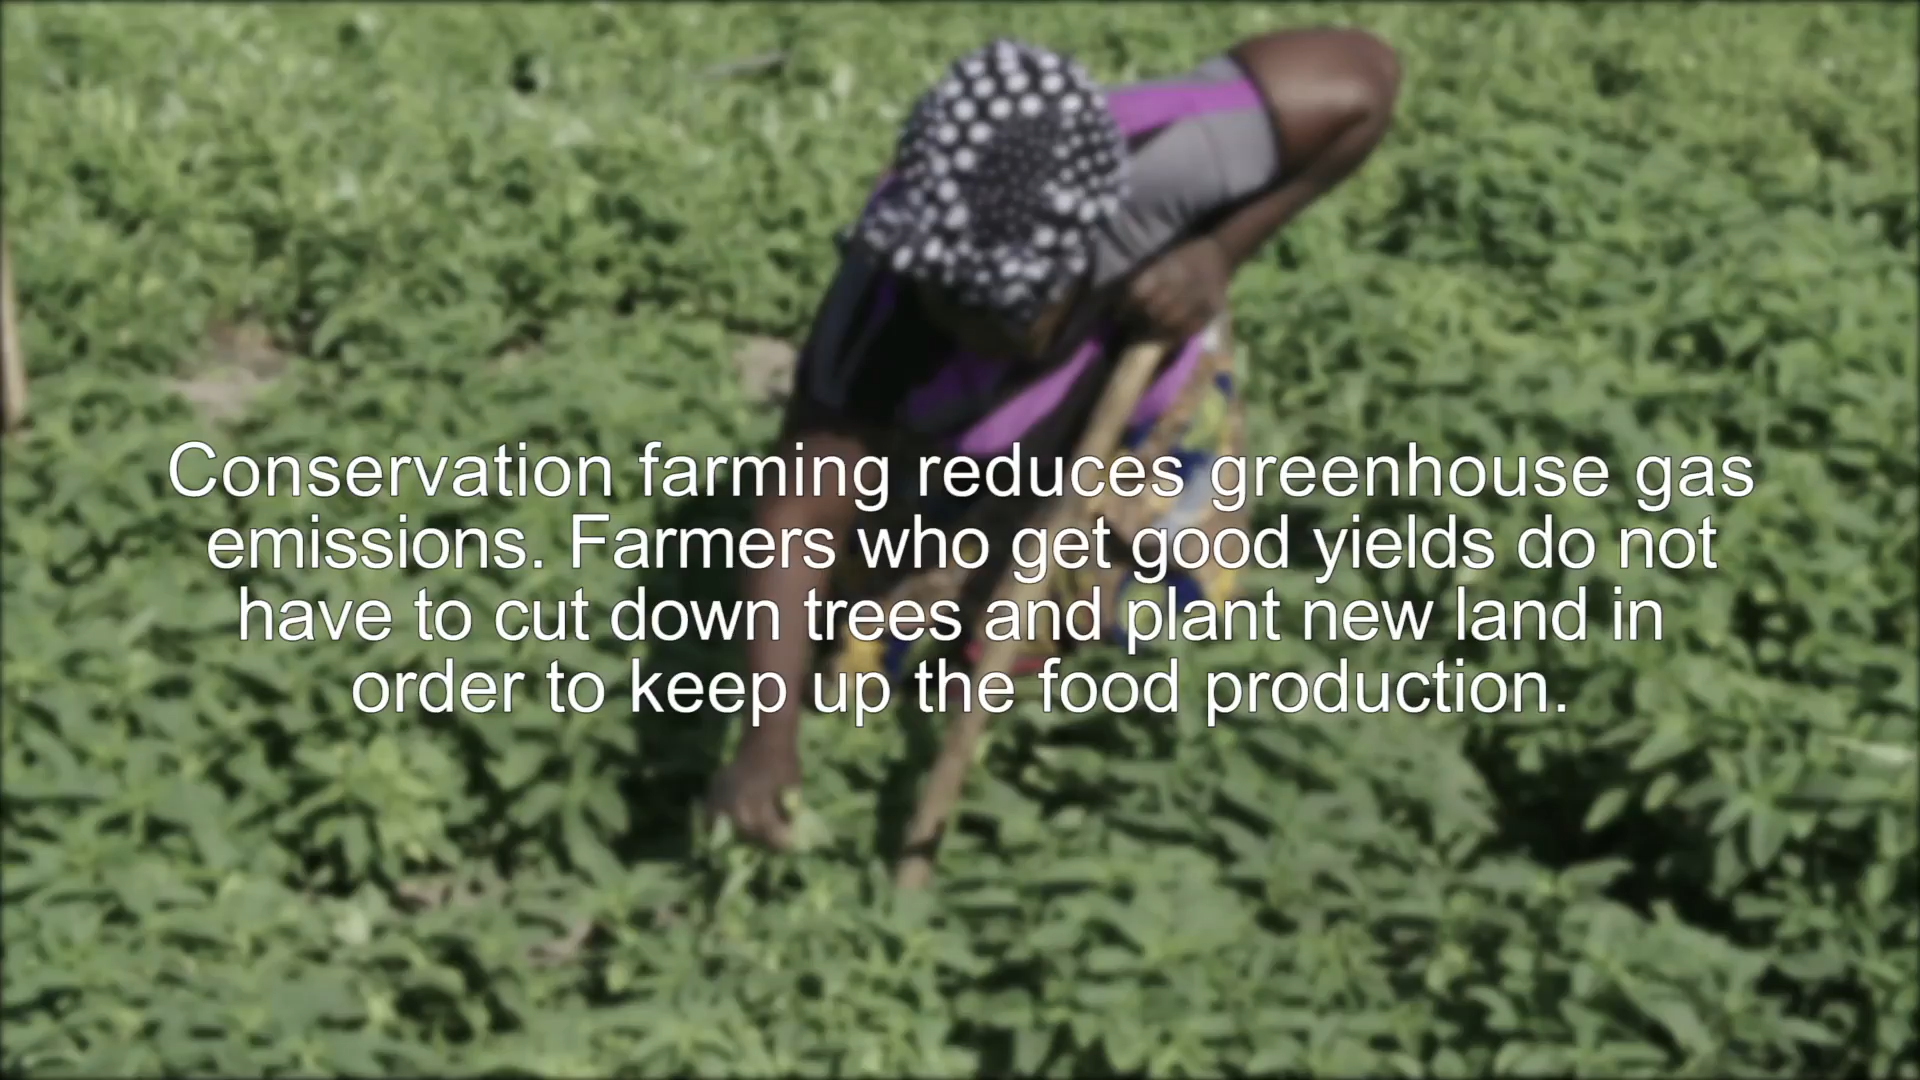 Conservation farming reduces greenhouse gas
emissions. Farmers who get good yields do not
have to cut down trees and plant new land in
order to keep up the food production.